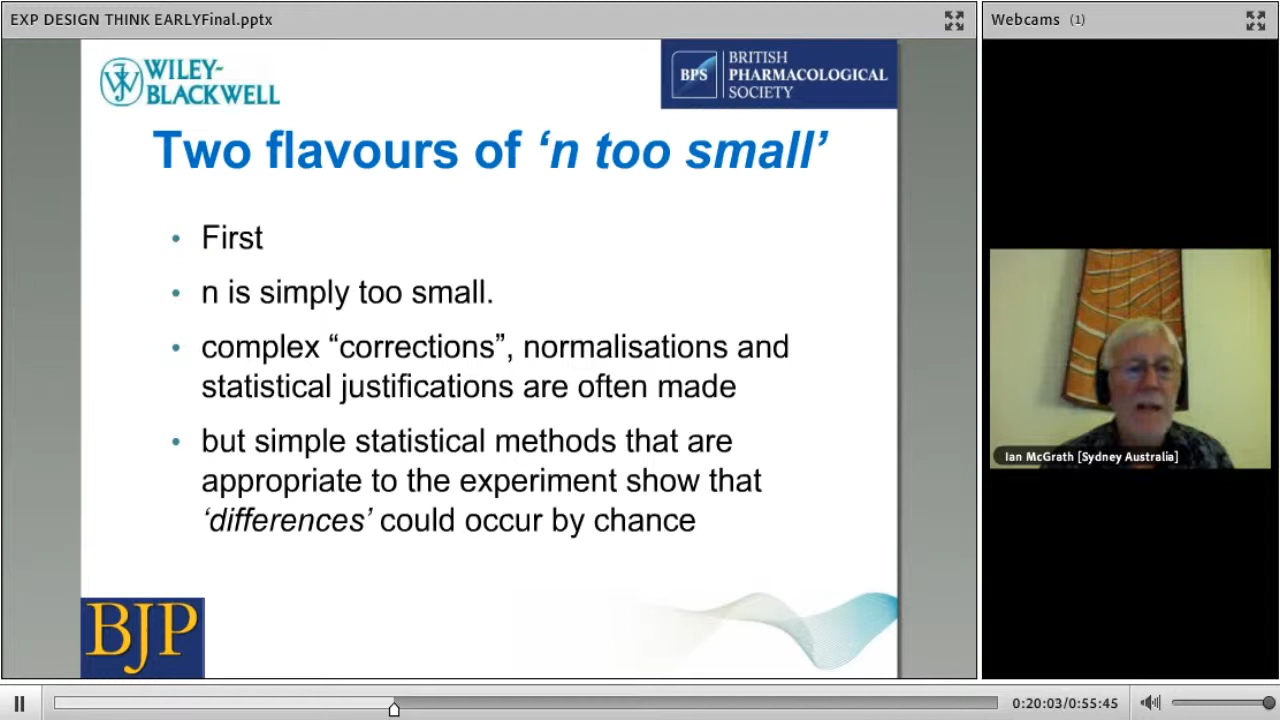 EXP DESIGN THINK EARLYFinal.pptx
Webcams (1)
WILEY-
BLACKWELL
BPS
BRITISH
PHARMACOLOGICAL
SOCIETY
Two flavours of ‘n too small’
• First
• n is simply too small.
• complex “corrections”, normalisations and
statistical justifications are often made
• but simple statistical methods that are
appropriate to the experiment show that
‘differences’ could occur by chance
BJP
Ian McGrath [Sydney Australia]
0:20:03/0:55:45